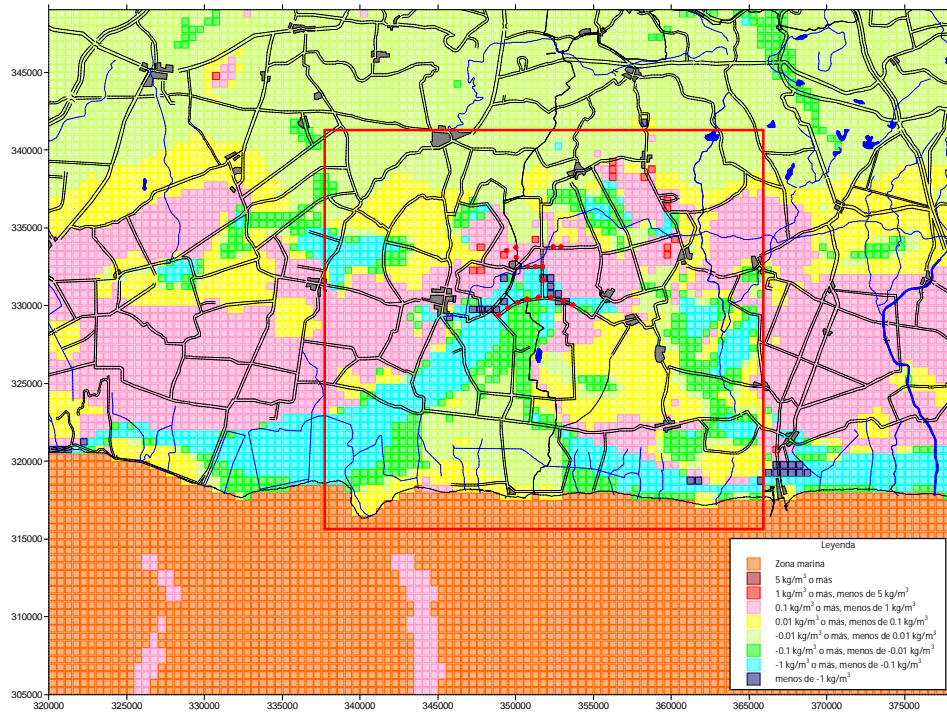 345000
340000
335000
330000
325000
320000
315000
310000
305000
320000 325000 330000 335000 340000 345000 350000 355000 360000 365000 370000 375000
Leyenda
Zona marina
5 kg/m³ o más
1 kg/m³ o más, menos de 5 kg/m³
0.1 kg/m³ o más, menos de 1 kg/m³
0.01 kg/m³ o más, menos de 0.1 kg/m³
-0.01 kg/m³ o más, menos de 0.01 kg/m³
-0.1 kg/m³ o más, menos de -0.01 kg/m³
-1 kg/m³ o más, menos de -0.1 kg/m³
menos de -1 kg/m³